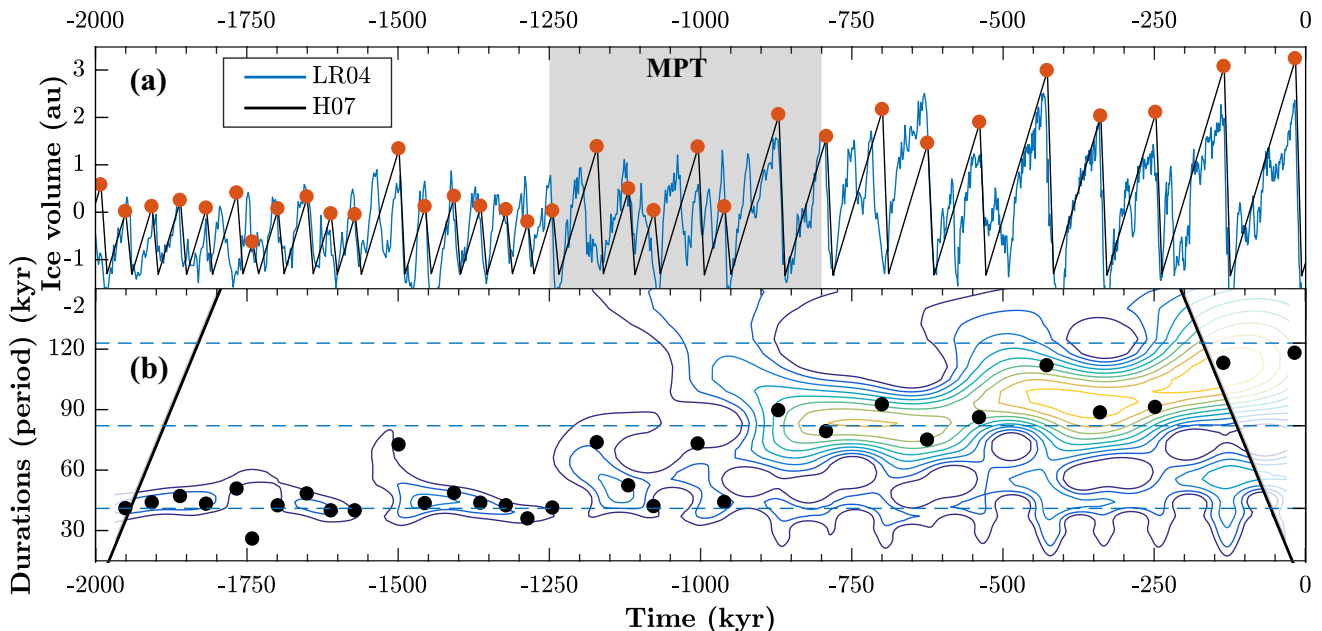 -2000 -1750 -1500 -1250 -1000 -750 -500 -250 0
(a)
LR04
H07
MPT
Ice volume (au)
3
2
1
0
-1
-2
(b)
Durations (period) (kyr)
120
90
60
30
-2000 -1750 -1500 -1250 -1000 -750 -500 -250 0
Time (kyr)